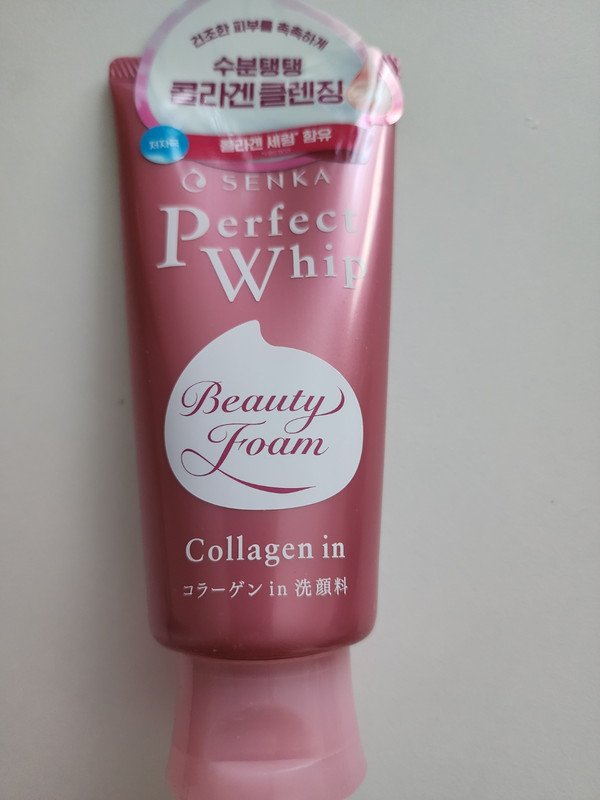 건조한 피부를 촉촉하게
수분탱탱
콜라겐 클렌징
저자극
콜라겐 세럼* 함유
SENKA
Perfect
Whip
Beauty
Foam
Collagen in
コラーゲン in 洗顔料